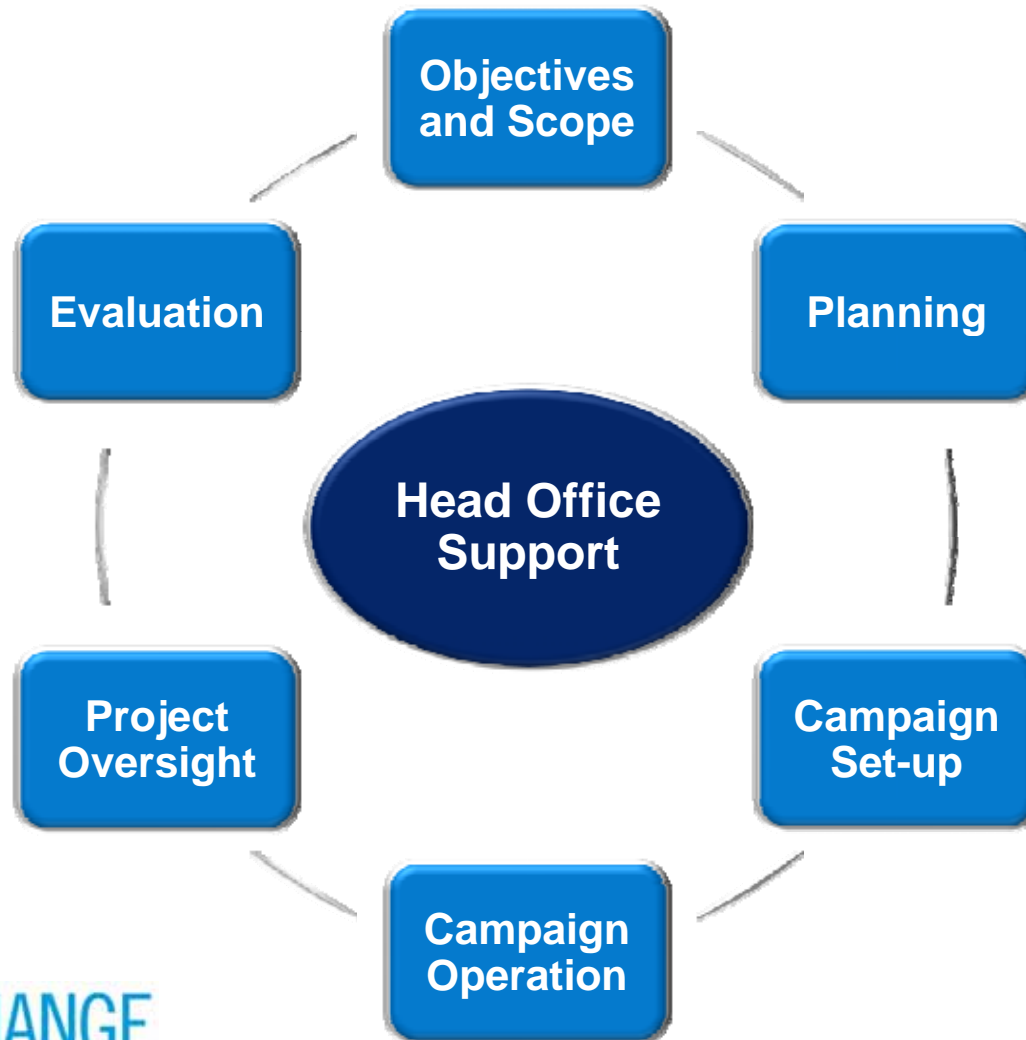 Objectives
and Scope
Evaluation
Planning
Head Office
Support
Project
Oversight
Campaign
Set-up
Campaign
Operation